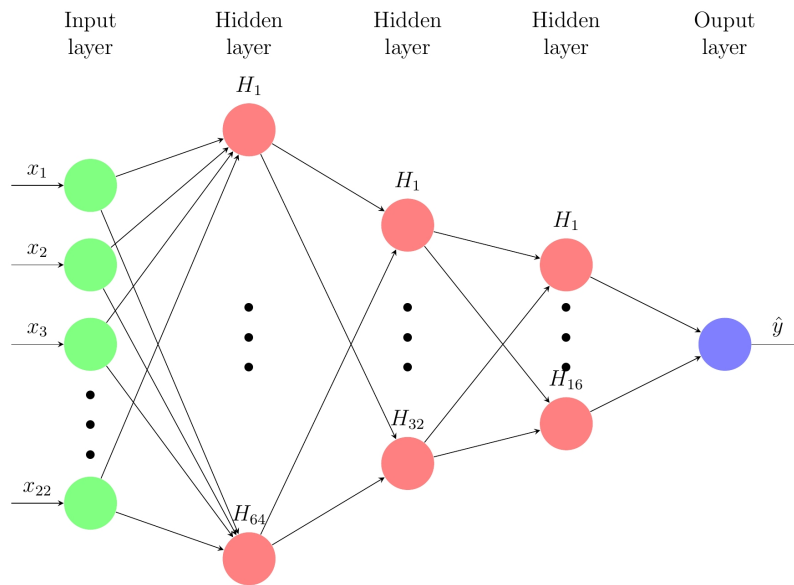 Input
layer
Hidden
layer
Hidden
layer
Hidden
layer
Ouput
layer
H₁
x₁
H₁
H₁
x₂
x₃
ŷ
H₁₆
H₃₂
x₂₂
H₆₄